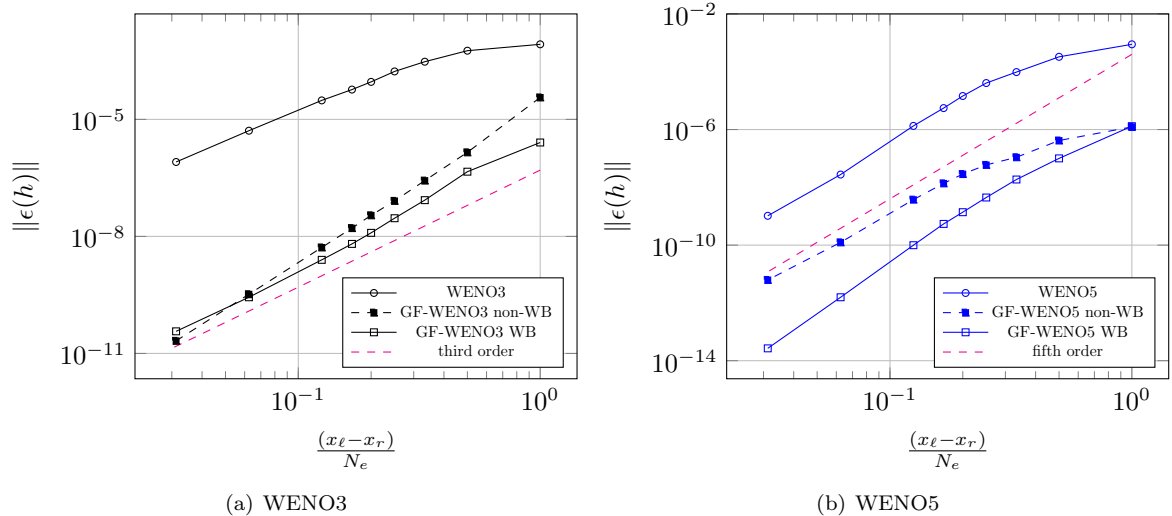 10^{-5}
10^{-8}
10^{-11}
||ϵ(h)||
WENO3
GF-WENO3 non-WB
GF-WENO3 WB
third order
10^{-1}
10^{0}
(x_ℓ−x_r)
N_e
(a) WENO3
10^{-2}
10^{-6}
10^{-10}
10^{-14}
||ϵ(h)||
WENO5
GF-WENO5 non-WB
GF-WENO5 WB
fifth order
10^{-1}
10^{0}
(x_ℓ−x_r)
N_e
(b) WENO5